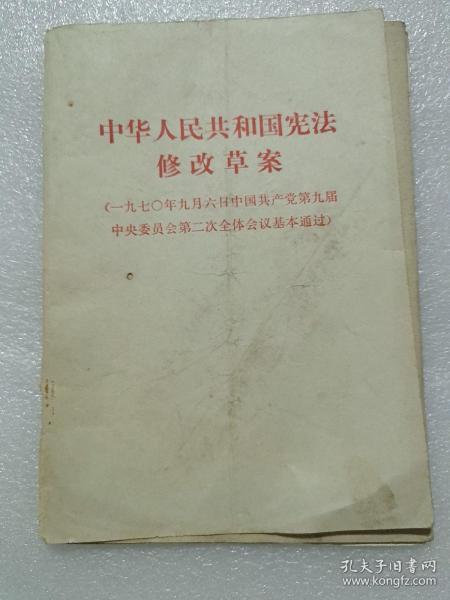 中华人民共和国宪法
修改草案
（一九七〇年九月六日中国共产党第九届
中央委员会第二次全体会议基本通过）
孔夫子旧书网
www.kongfz.com